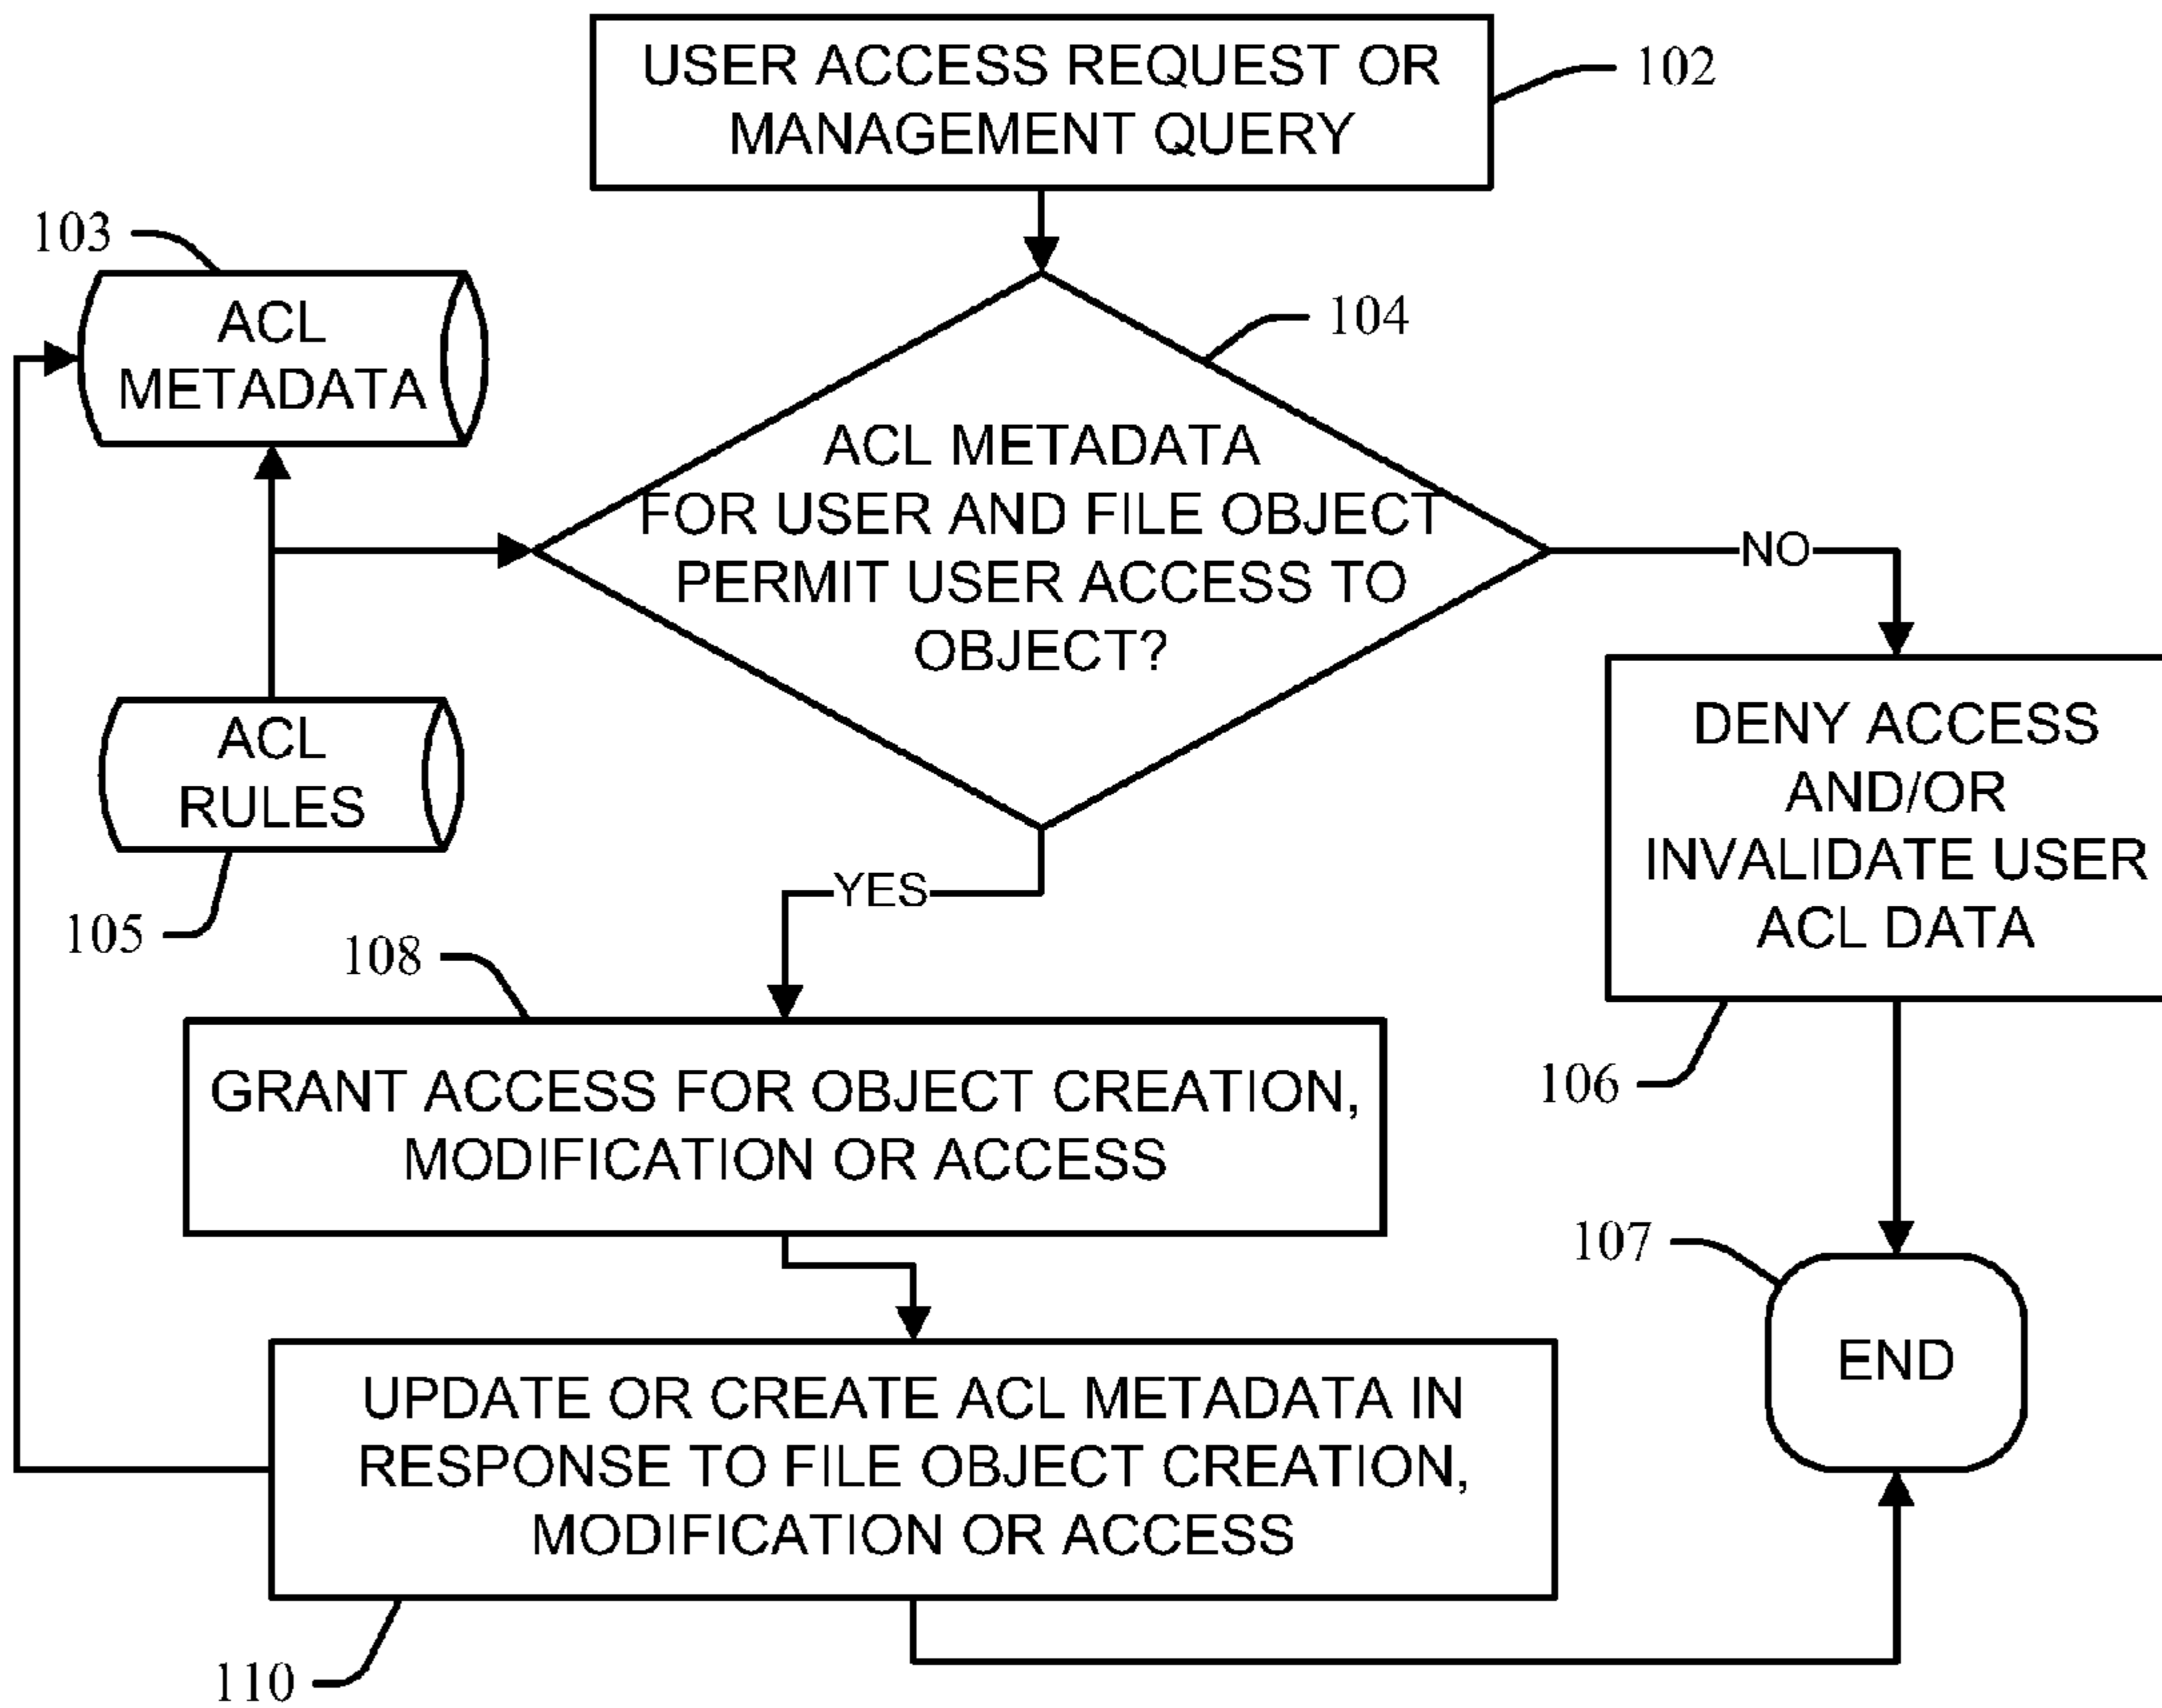 USER ACCESS REQUEST OR
MANAGEMENT QUERY
102
103
ACL
METADATA
104
ACL METADATA
FOR USER AND FILE OBJECT
PERMIT USER ACCESS TO
OBJECT?
NO
ACL
RULES
105
YES
DENY ACCESS
AND/OR
INVALIDATE USER
ACL DATA
106
108
GRANT ACCESS FOR OBJECT CREATION,
MODIFICATION OR ACCESS
107
END
UPDATE OR CREATE ACL METADATA IN
RESPONSE TO FILE OBJECT CREATION,
MODIFICATION OR ACCESS
110